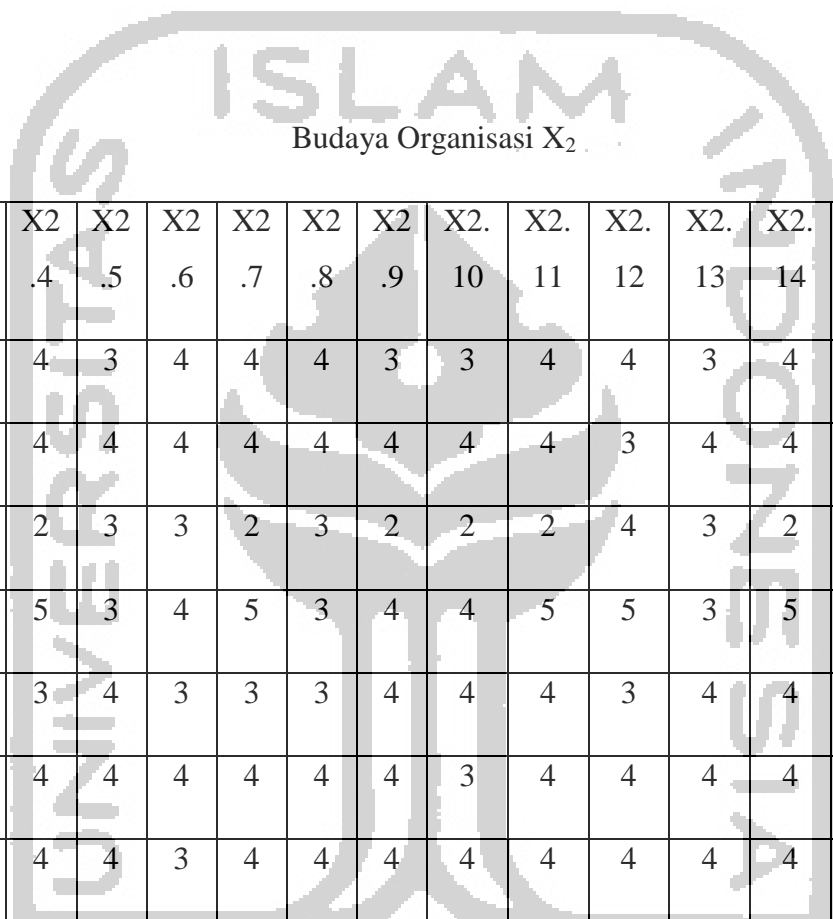 ISLAM
UNIVERSITAS
INDONESIA
Budaya Organisasi X₂
X2 X2 X2 X2 X2 X2 X2. X2. X2. X2. X2.
.4 .5 .6 .7 .8 .9 10 11 12 13 14
4 3 4 4 4 3 3 4 4 3 4
4 4 4 4 4 4 4 4 3 4 4
2 3 3 2 3 2 2 2 4 3 2
5 3 4 5 3 4 4 5 5 3 5
3 4 3 3 3 4 4 4 3 4 4
4 4 4 4 4 4 3 4 4 4 4
4 4 3 4 4 4 4 4 4 4 4